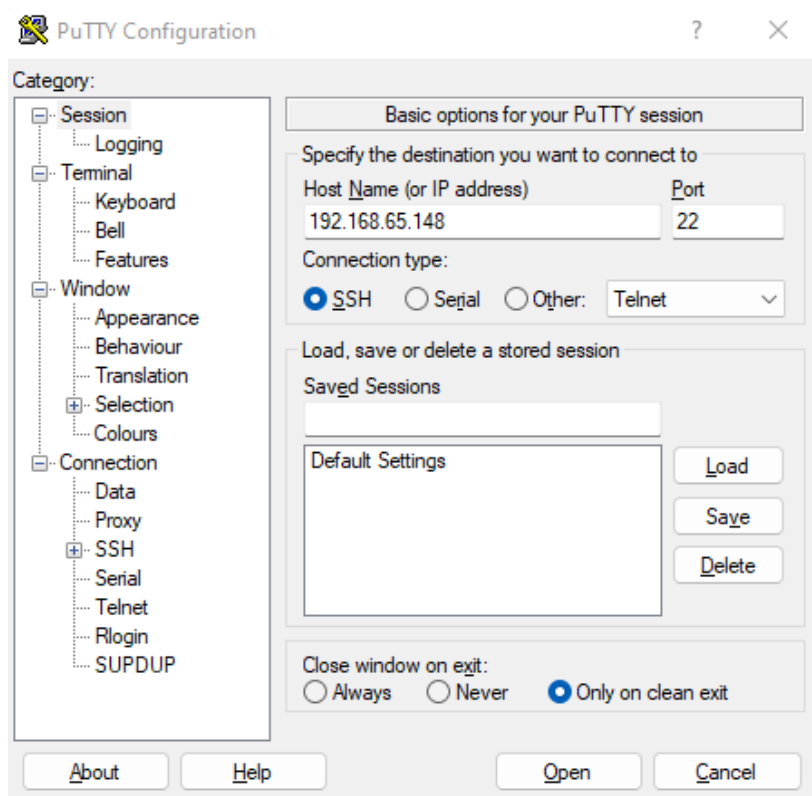 PuTTY Configuration ? ×
Category:
Session
Logging
Terminal
Keyboard
Bell
Features
Window
Appearance
Behaviour
Translation
Selection
Colours
Connection
Data
Proxy
SSH
Serial
Telnet
Rlogin
SUPDUP
Basic options for your PuTTY session
Specify the destination you want to connect to
Host Name (or IP address) Port
192.168.65.148 22
Connection type:
SSH Serial Other: Telnet
Load, save or delete a stored session
Saved Sessions
Default Settings
Load
Save
Delete
Close window on exit:
Always Never Only on clean exit
About Help Open Cancel